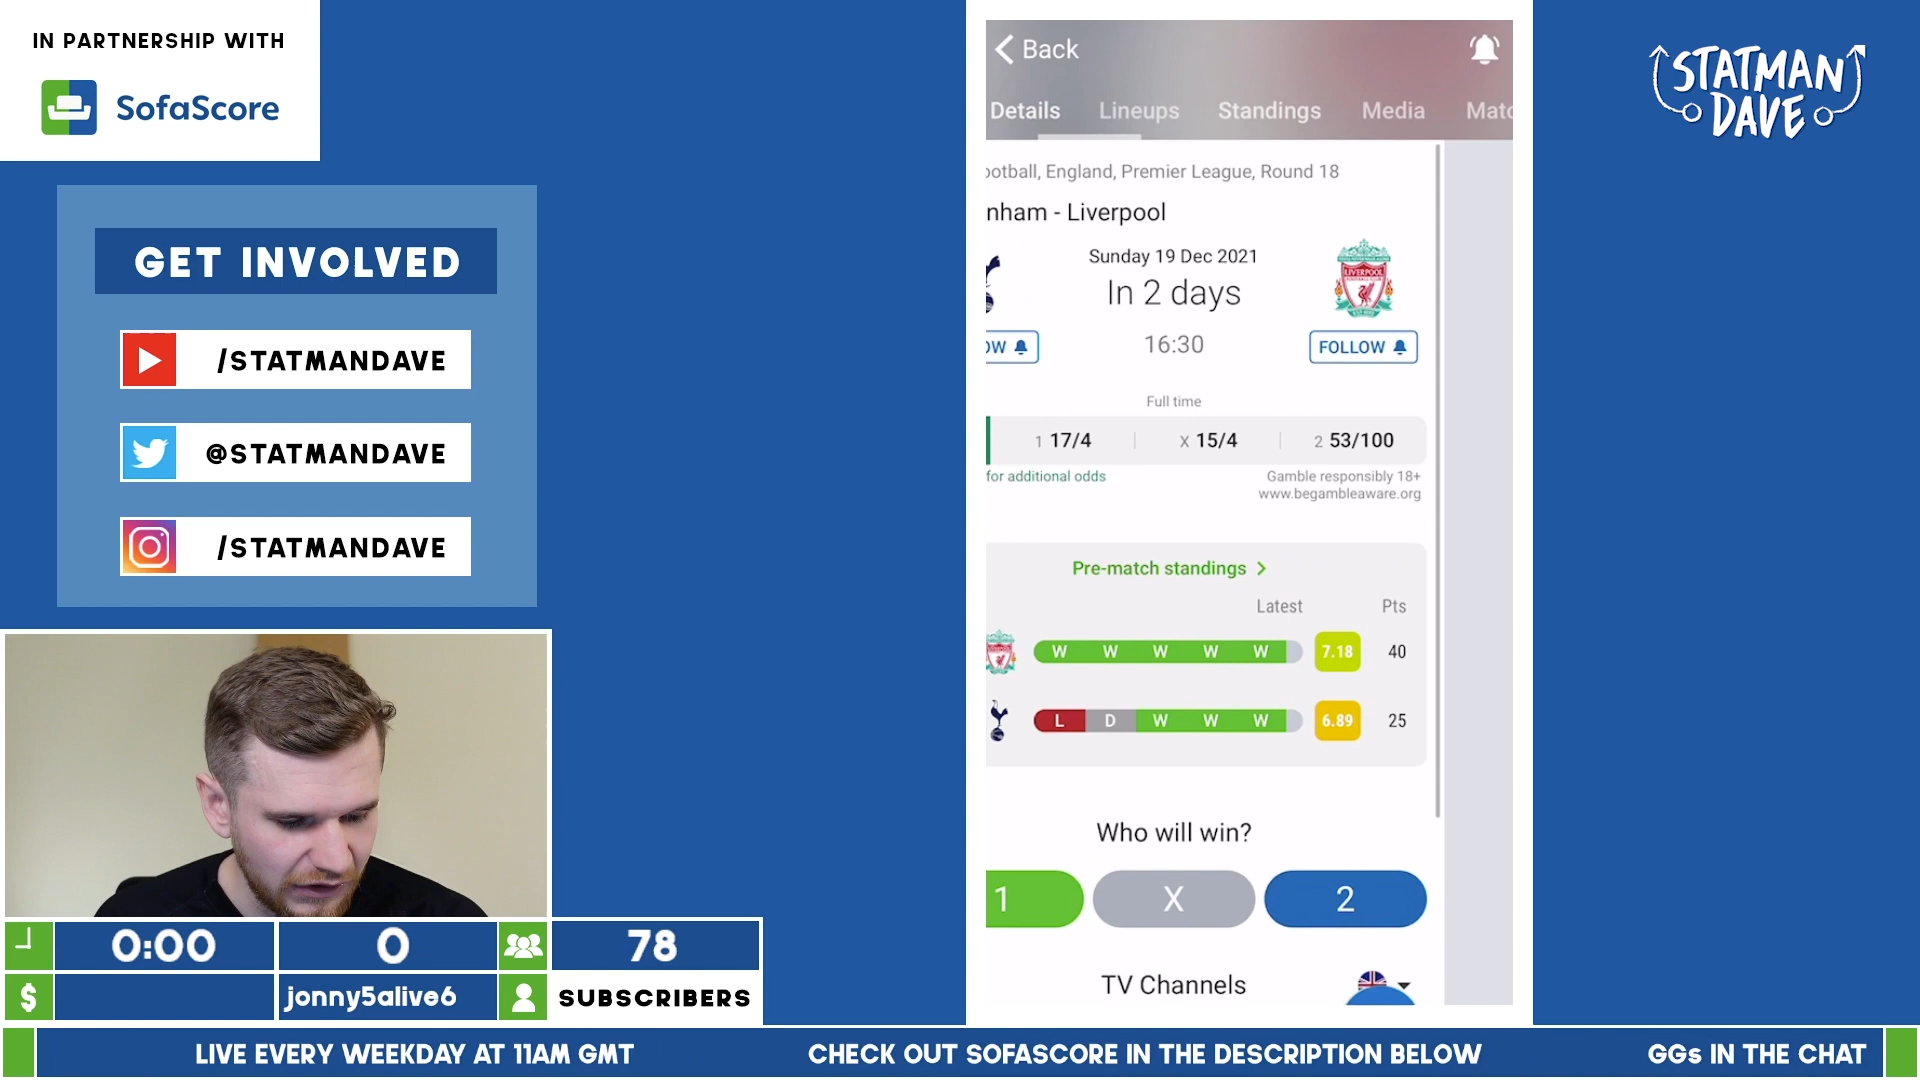 IN PARTNERSHIP WITH
SofaScore
GET INVOLVED
/STATMANDAVE
@STATMANDAVE
/STATMANDAVE
0:00
0
78
$
jonny5alive6
SUBSCRIBERS
Back
Details Lineups Standings Media Matc
ootball, England, Premier League, Round 18
nham - Liverpool
Sunday 19 Dec 2021
In 2 days
16:30
LIVERPOOL
OW
FOLLOW
Full time
1 17/4 X 15/4 2 53/100
for additional odds
Gamble responsibly 18+
www.begambleaware.org
Pre-match standings >
Latest Pts
W W W W W 7.18 40
L D W W W 6.89 25
Who will win?
1 X 2
TV Channels
STATMAN
DAVE
LIVE EVERY WEEKDAY AT 11AM GMT CHECK OUT SOFASCORE IN THE DESCRIPTION BELOW GGs IN THE CHAT